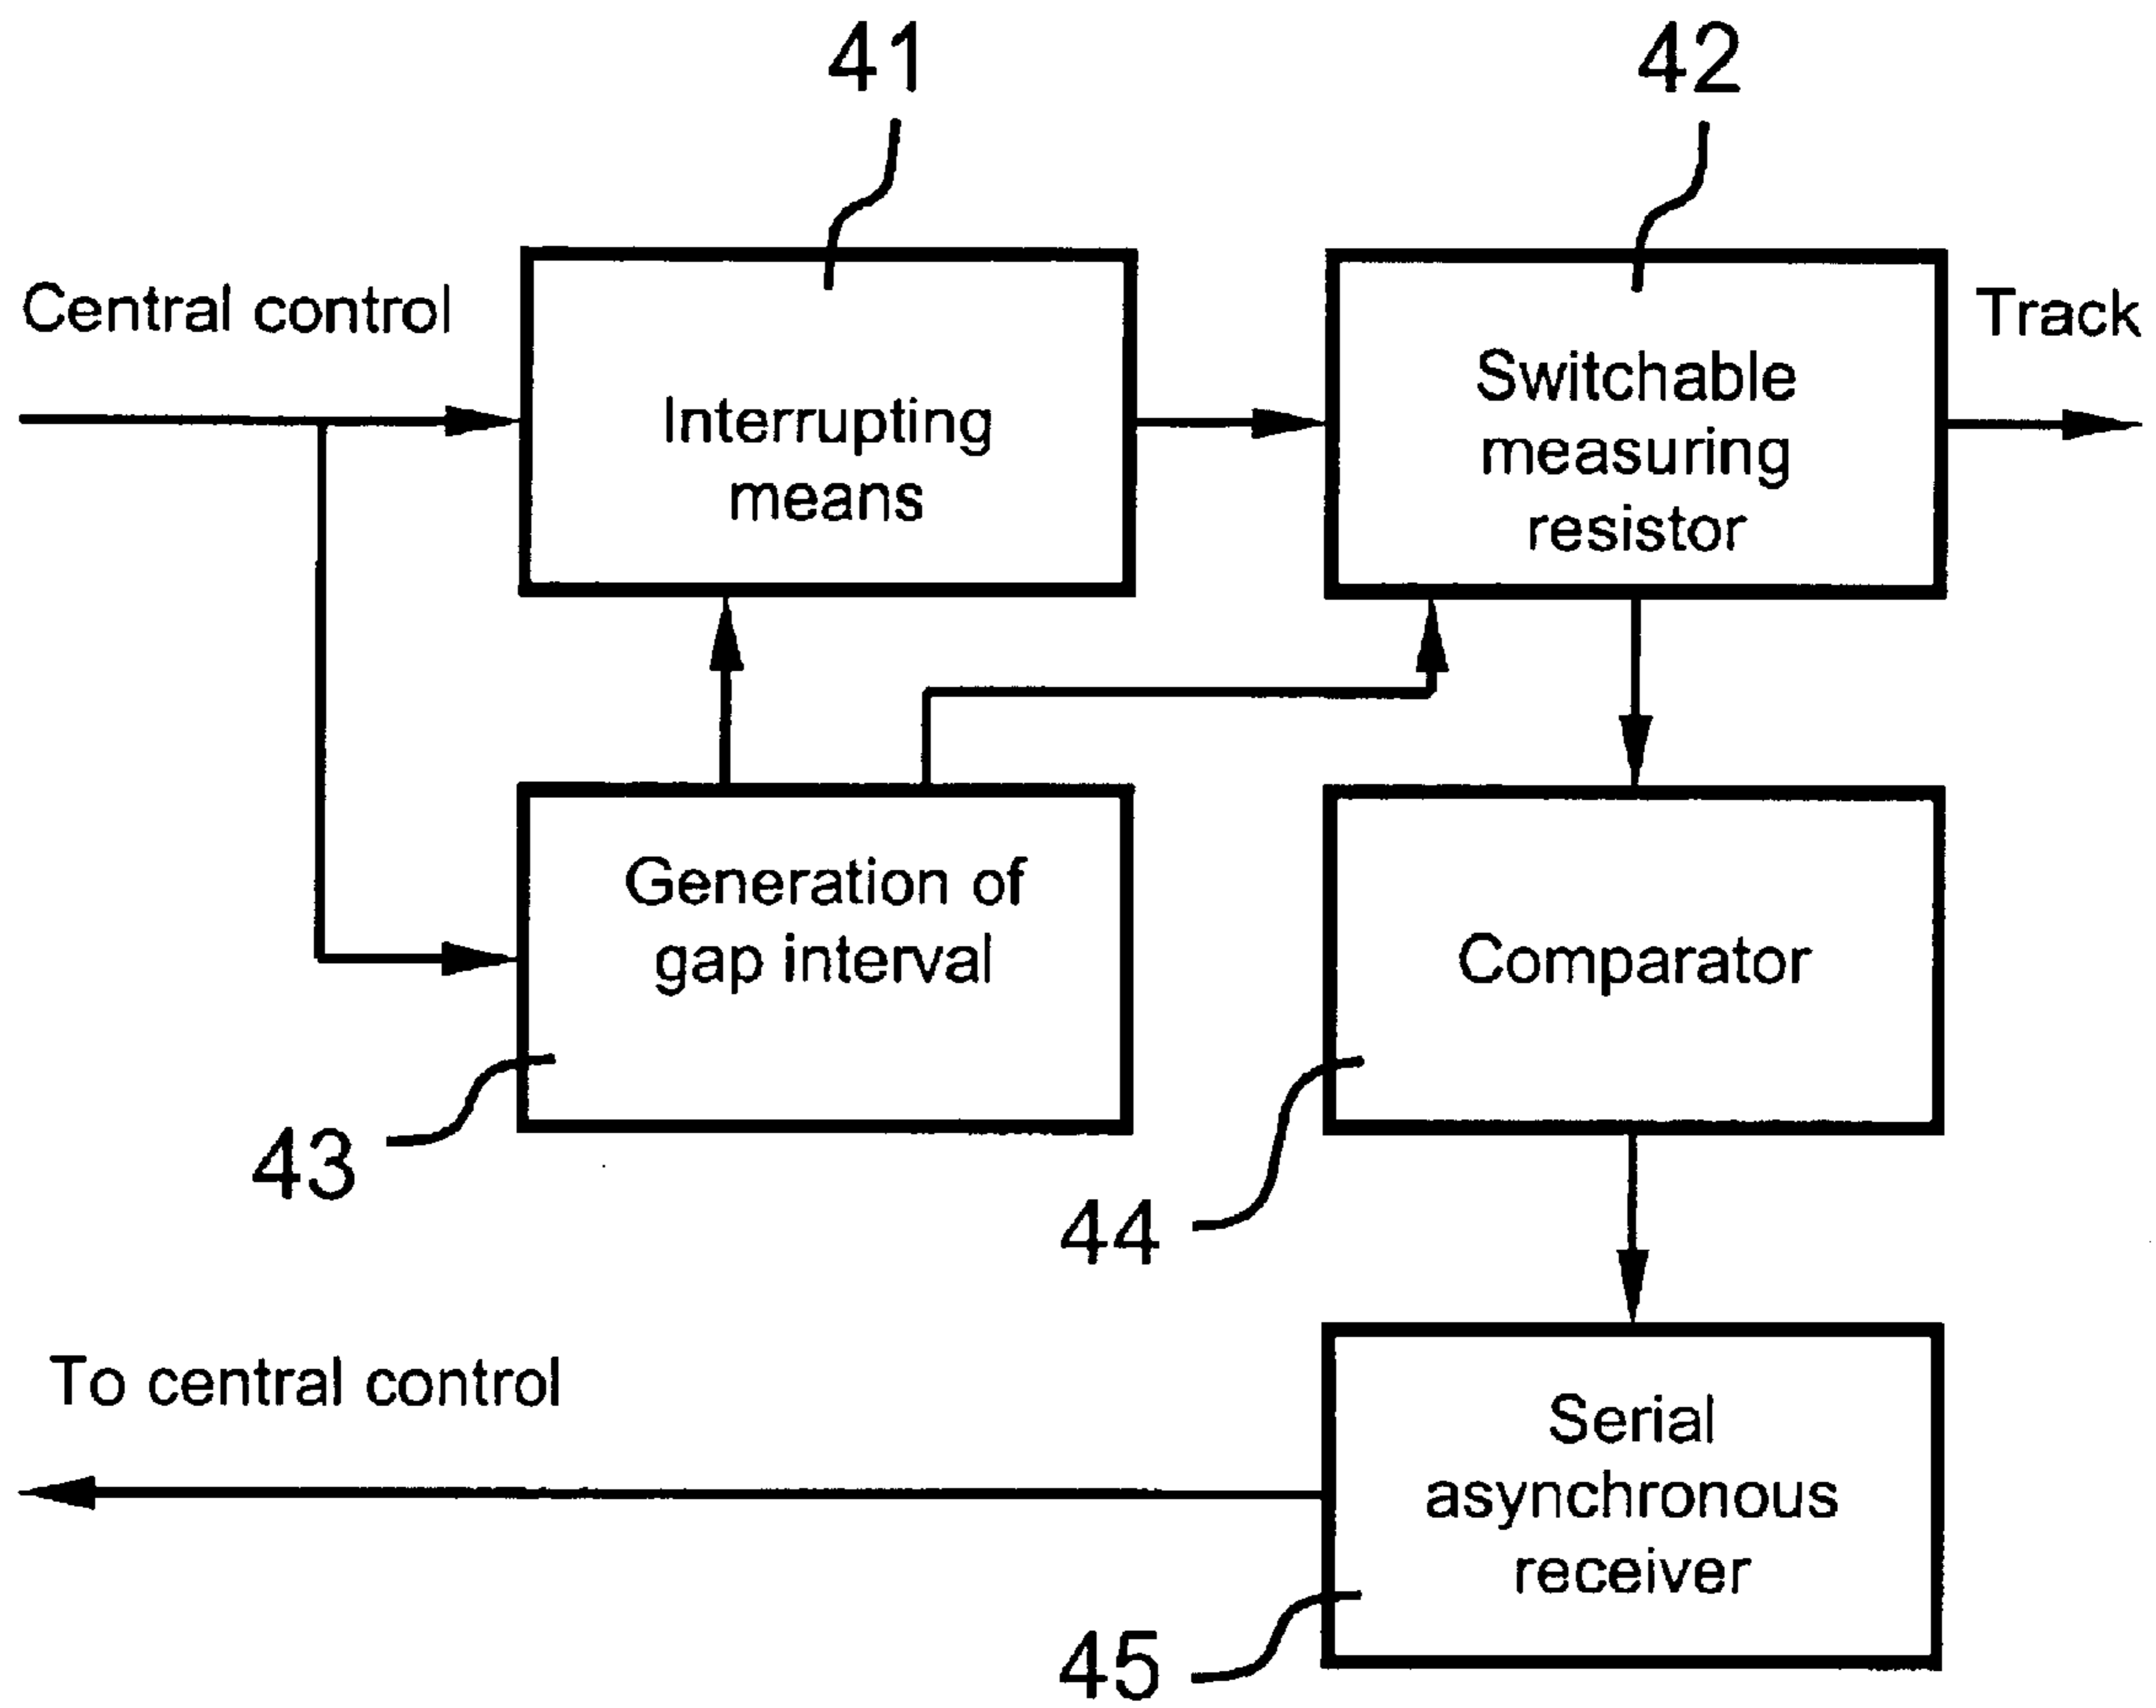 41
42
Central control
Track
Interrupting
means
Switchable
measuring
resistor
Generation of
gap interval
Comparator
43
44
To central control
Serial
asynchronous
receiver
45